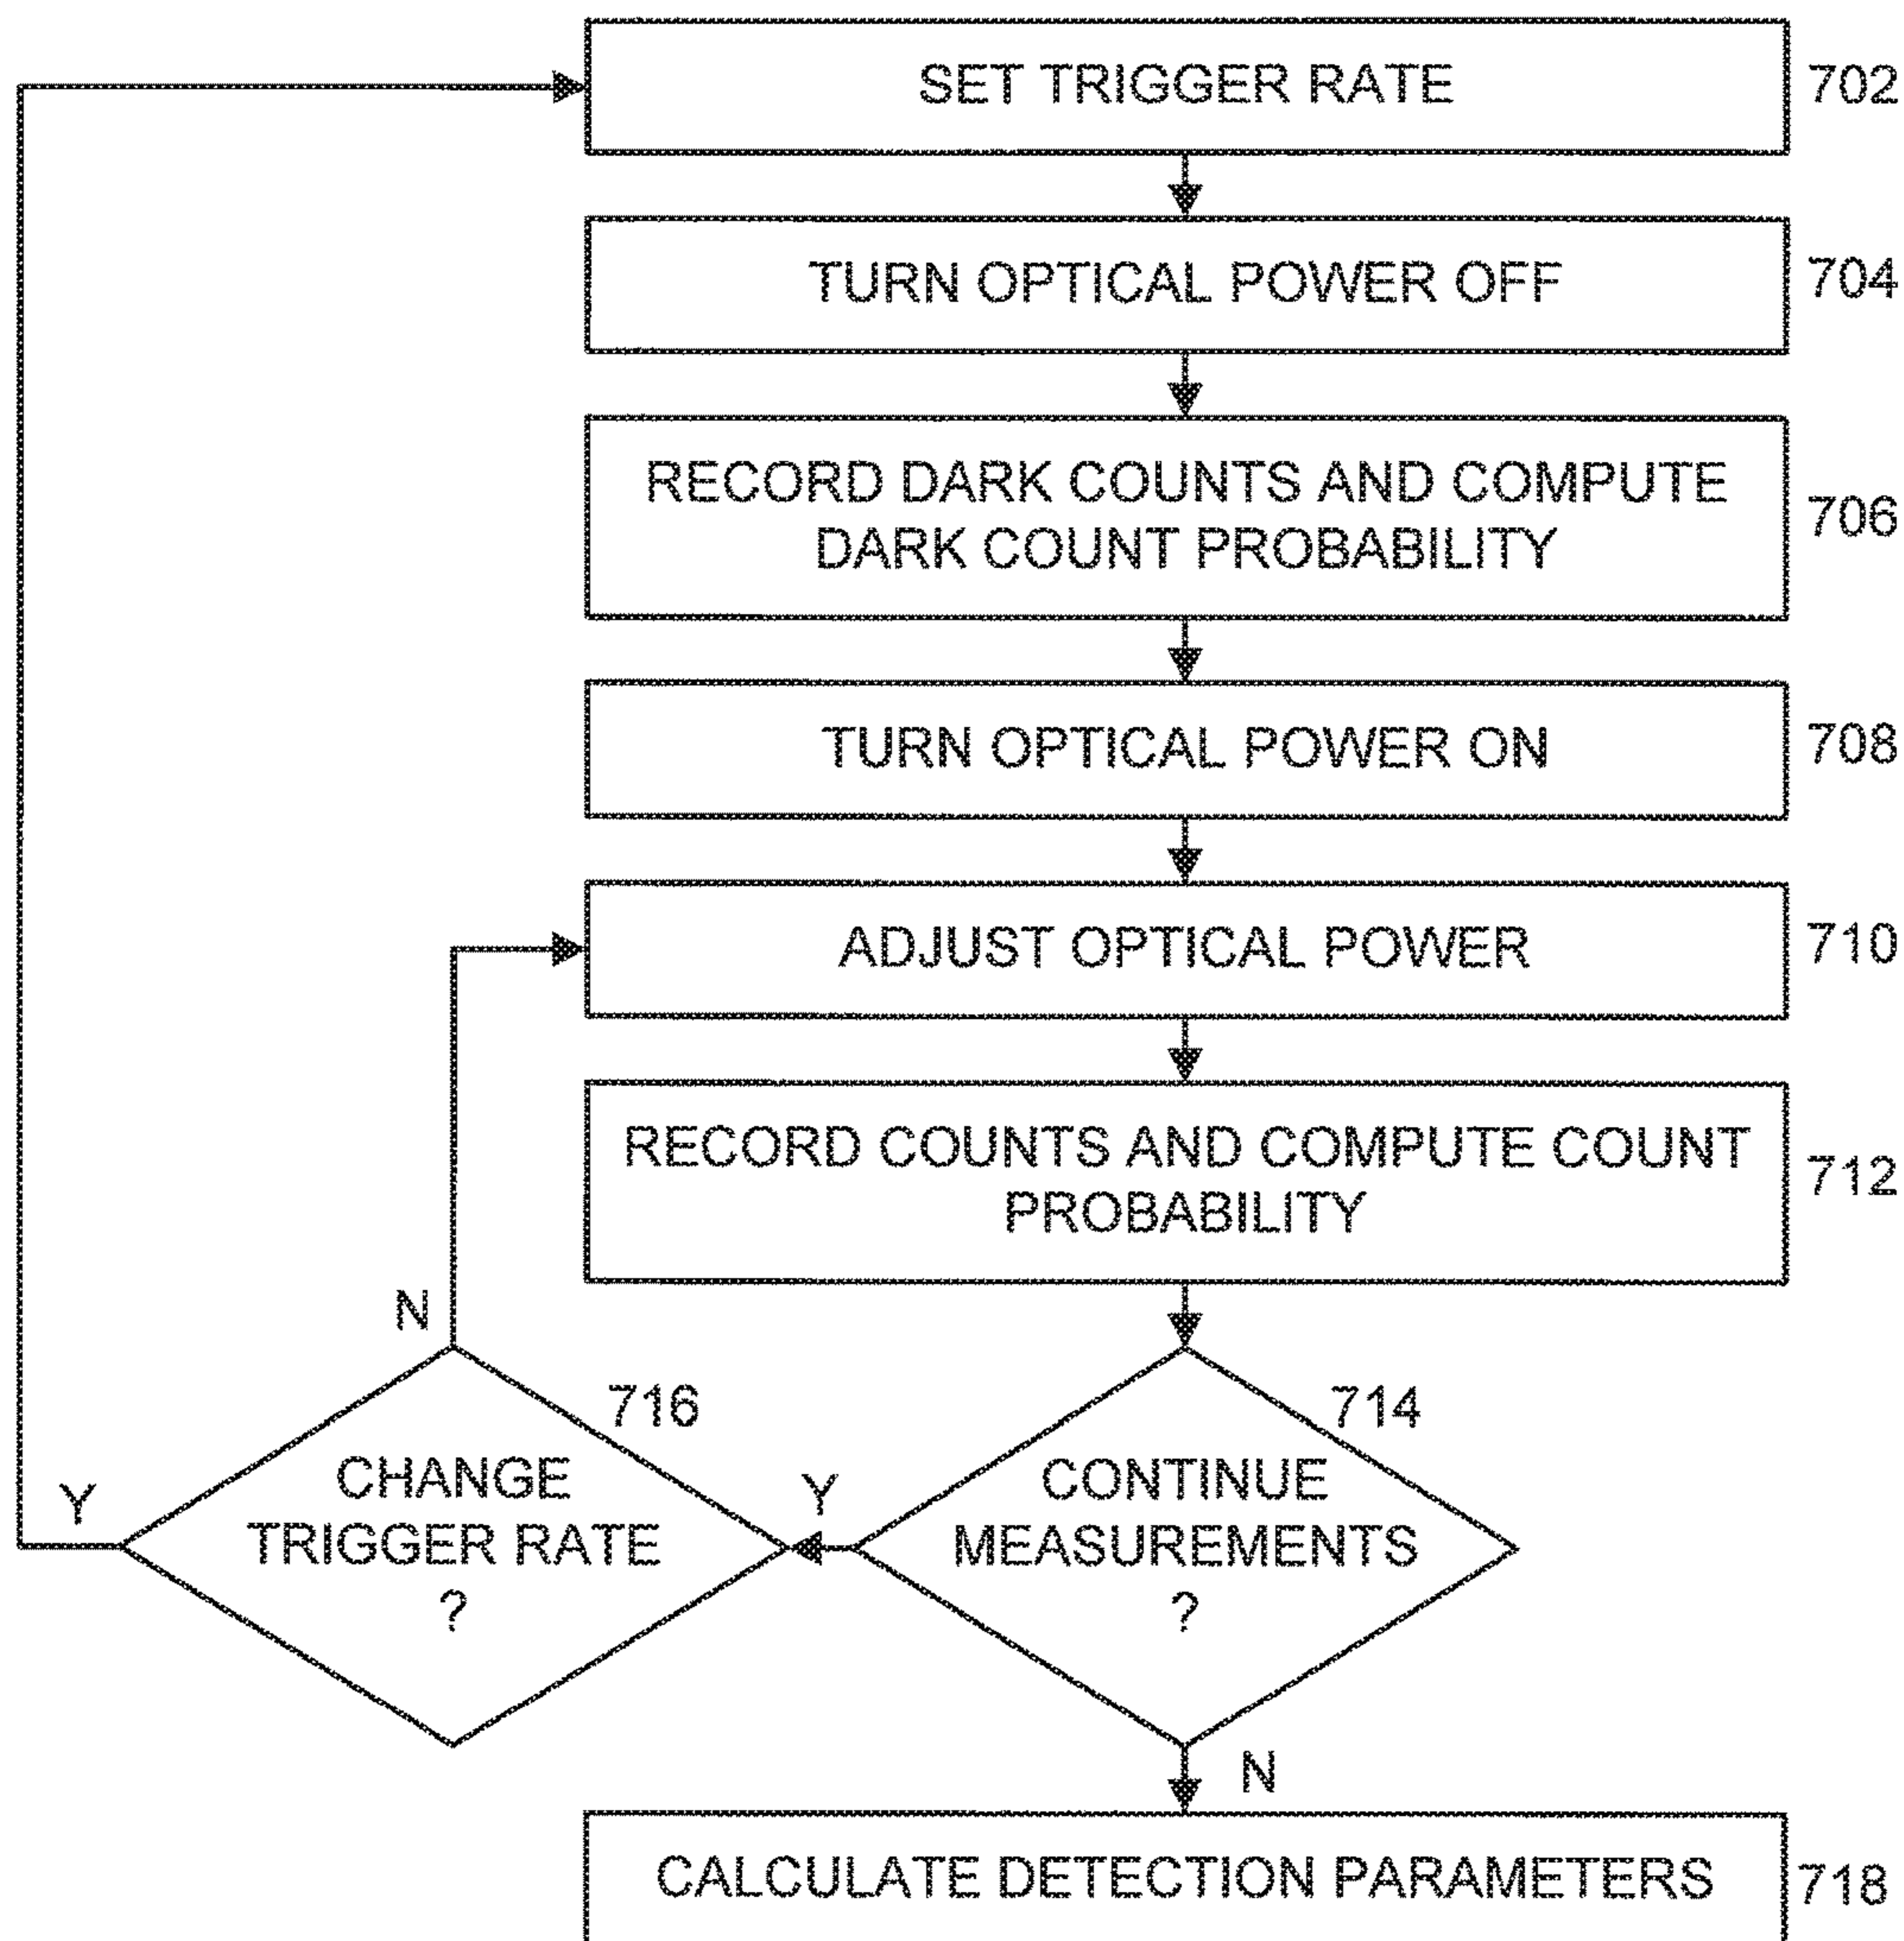 SET TRIGGER RATE
702
TURN OPTICAL POWER OFF
704
RECORD DARK COUNTS AND COMPUTE
DARK COUNT PROBABILITY
706
TURN OPTICAL POWER ON
708
ADJUST OPTICAL POWER
710
RECORD COUNTS AND COMPUTE COUNT
PROBABILITY
712
N
716
CHANGE
TRIGGER RATE
?
Y
Y
714
CONTINUE
MEASUREMENTS
?
N
CALCULATE DETECTION PARAMETERS
718